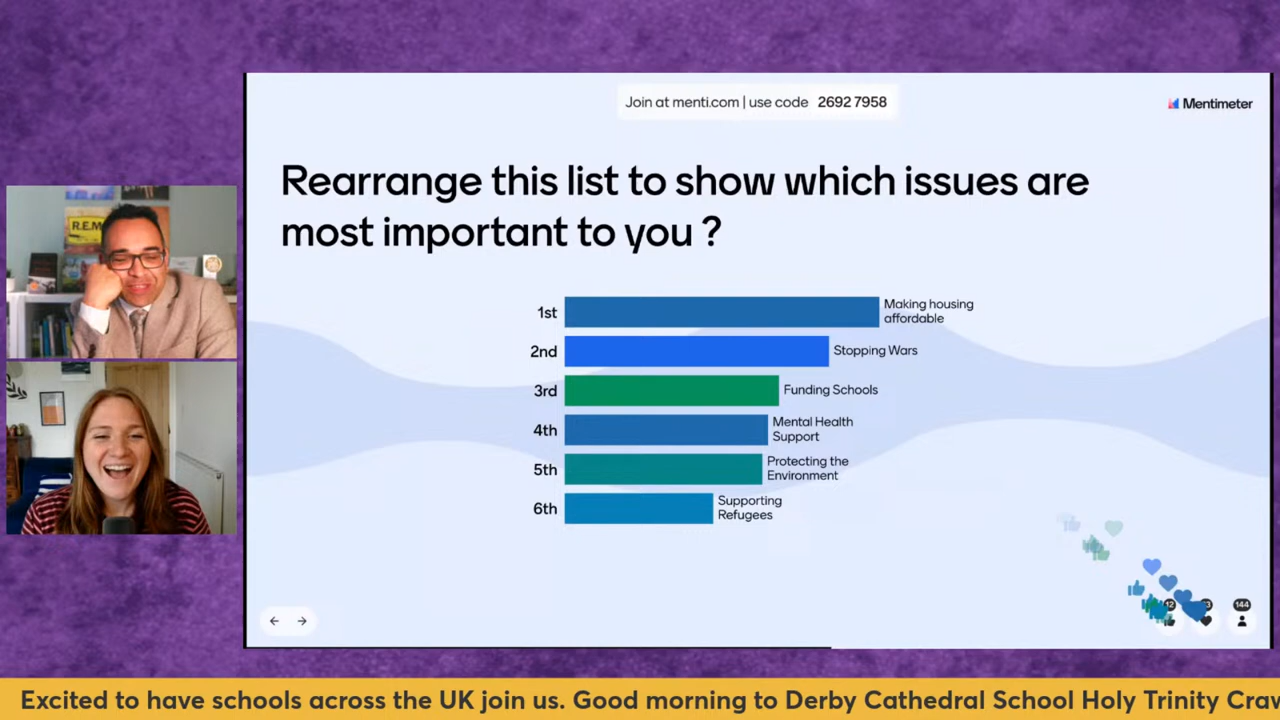 Join at menti.com | use code 2692 7958
Mentimeter
Rearrange this list to show which issues are
most important to you ?
R.E.M
1st
Making housing
affordable
2nd
Stopping Wars
3rd
Funding Schools
4th
Mental Health
Support
5th
Protecting the
Environment
6th
Supporting
Refugees
144
Excited to have schools across the UK join us. Good morning to Derby Cathedral School Holy Trinity Craw